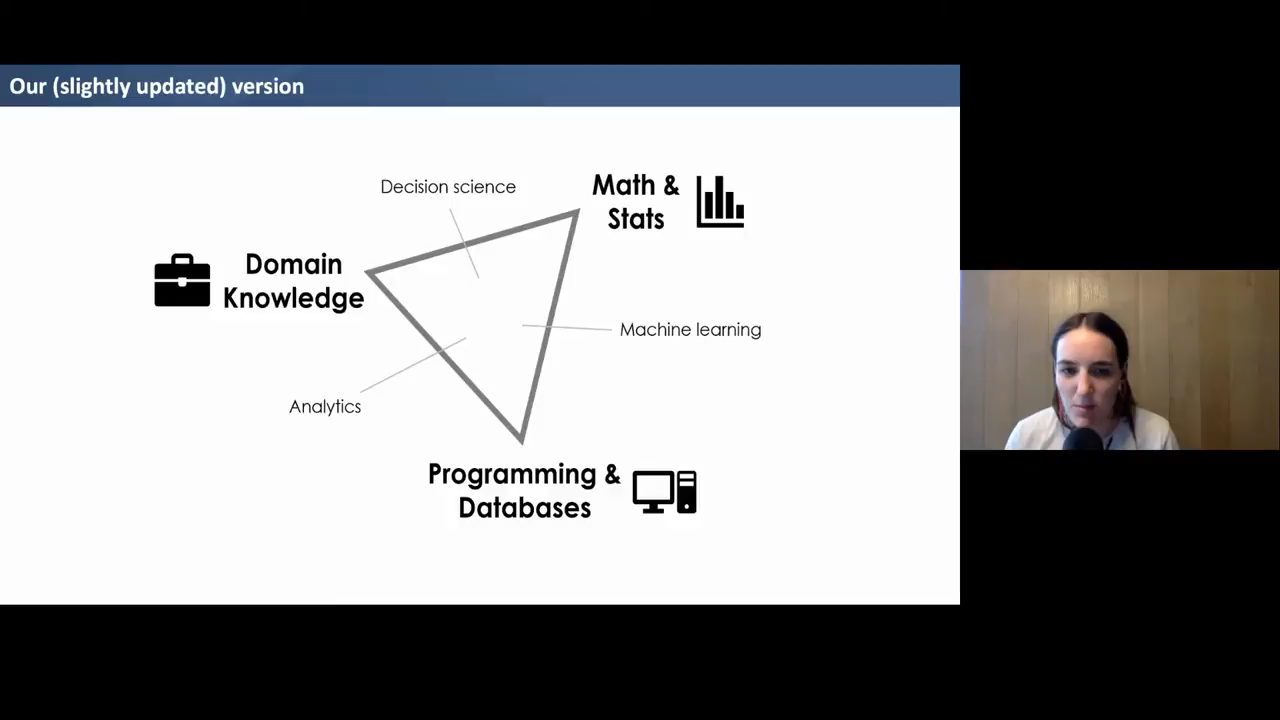 Our (slightly updated) version
Decision science
Math &
Stats
Domain
Knowledge
Machine learning
Analytics
Programming &
Databases